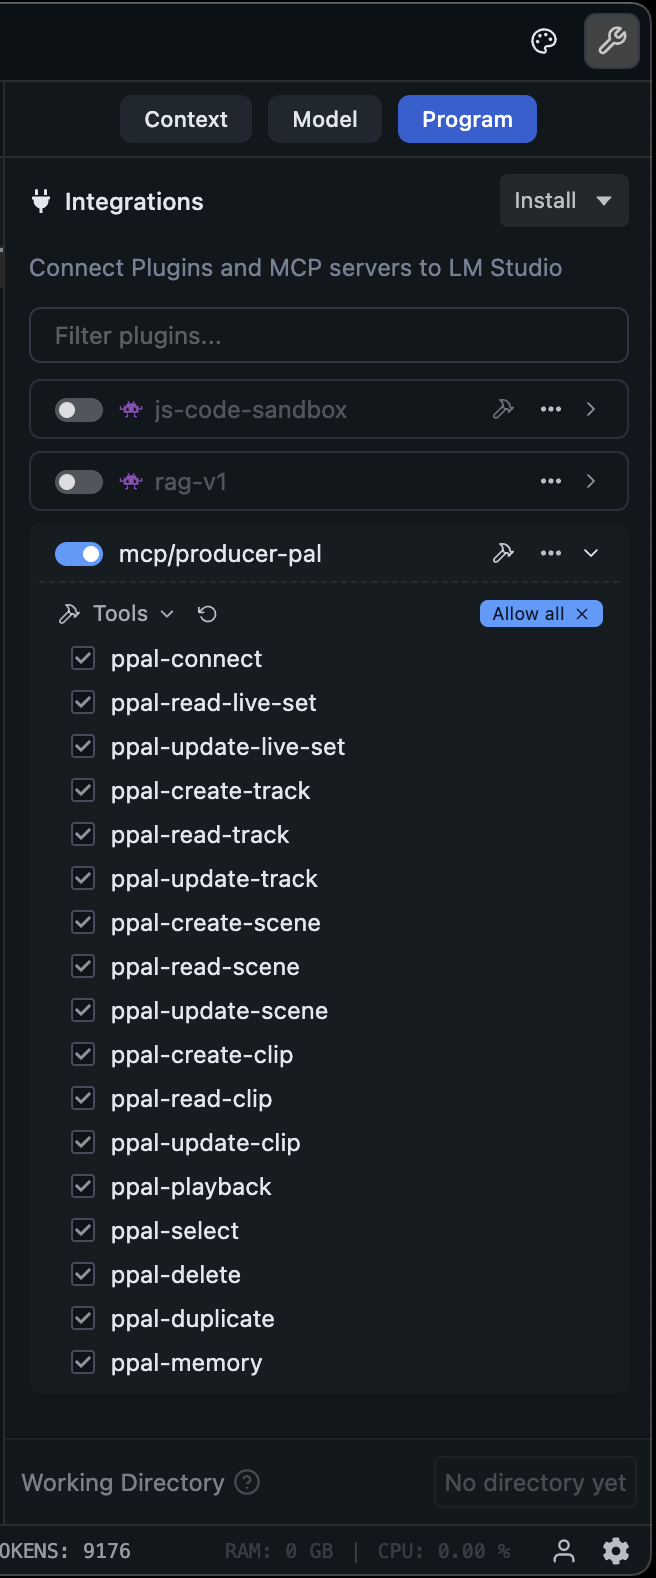 Context Model Program
Integrations Install
Connect Plugins and MCP servers to LM Studio
Filter plugins...
js-code-sandbox
rag-v1
mcp/producer-pal
Tools Allow all
ppal-connect
ppal-read-live-set
ppal-update-live-set
ppal-create-track
ppal-read-track
ppal-update-track
ppal-create-scene
ppal-read-scene
ppal-update-scene
ppal-create-clip
ppal-read-clip
ppal-update-clip
ppal-playback
ppal-select
ppal-delete
ppal-duplicate
ppal-memory
Working Directory ? No directory yet
OKENS: 9176 RAM: 0 GB | CPU: 0.00 %